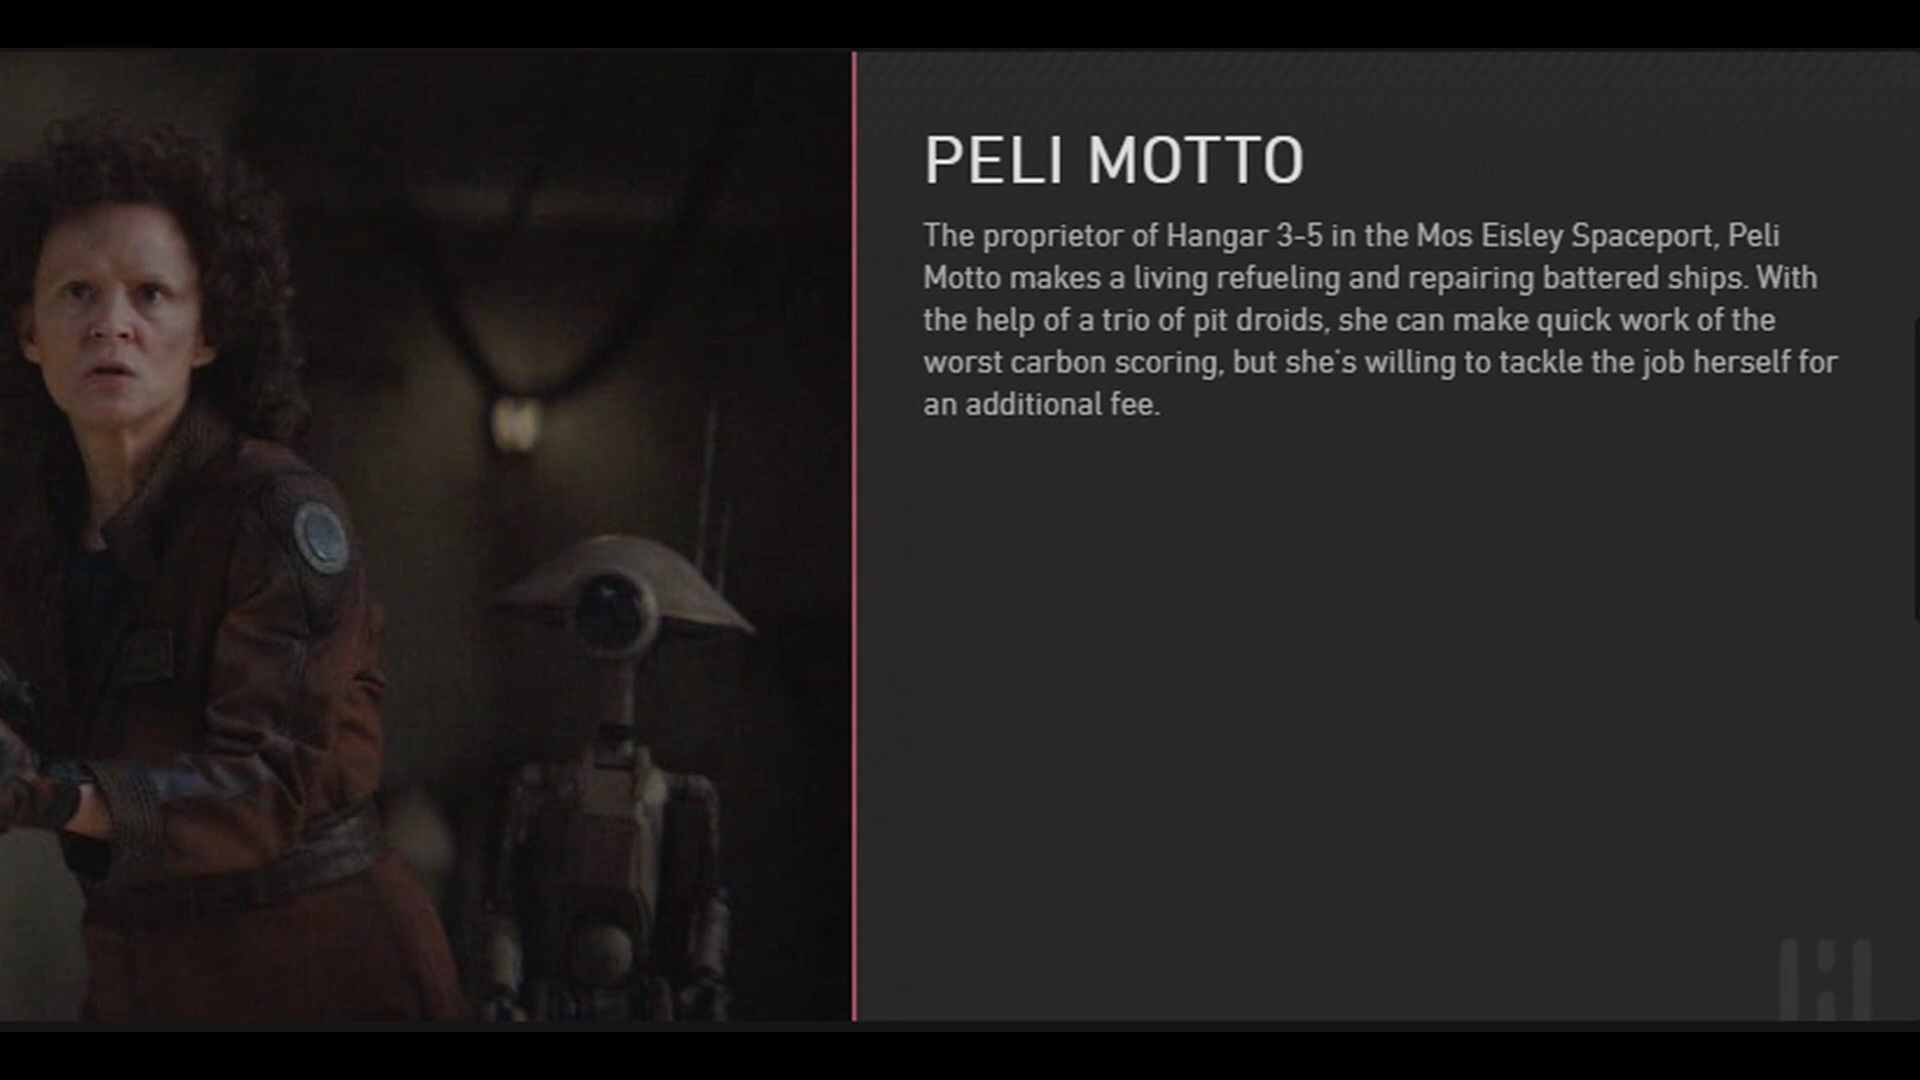 PELI MOTTO
The proprietor of Hangar 3-5 in the Mos Eisley Spaceport, Peli
Motto makes a living refueling and repairing battered ships. With
the help of a trio of pit droids, she can make quick work of the
worst carbon scoring, but she's willing to tackle the job herself for
an additional fee.